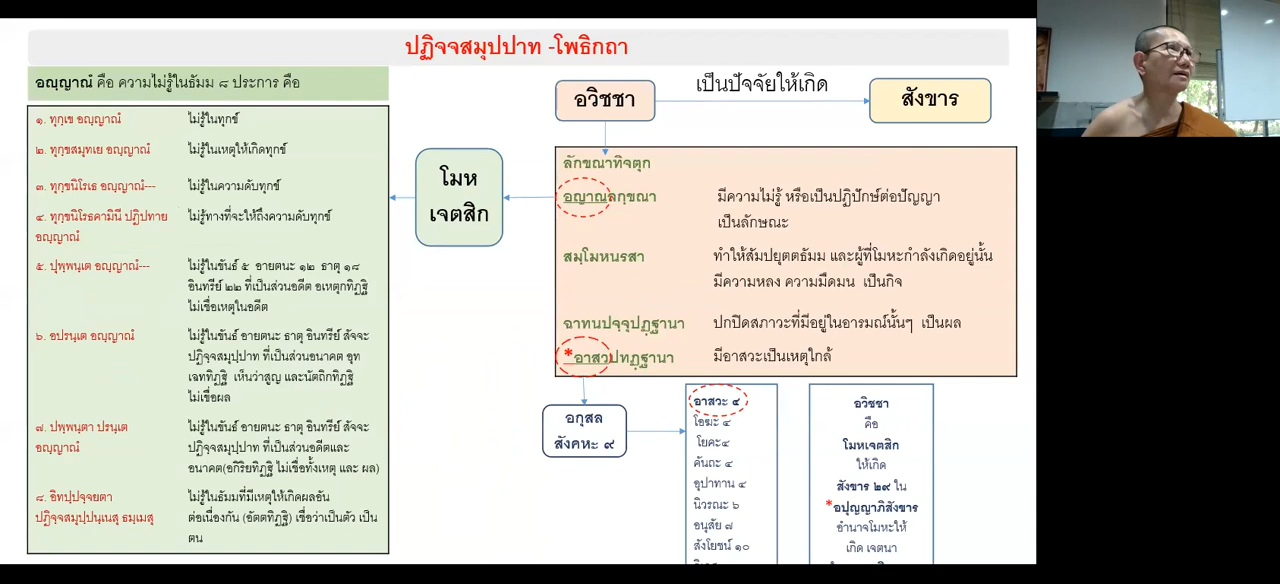 ปฏิจจสมุปปาท -โพธิกถา
อญฺญาณํ คือ ความไม่รู้ในธัมม ๘ ประการ คือ
๑. ทุกฺเข อญฺญาณํ ไม่รู้ในทุกข์
๒. ทุกฺขสมุทเย อญฺญาณํ ไม่รู้ในเหตุให้เกิดทุกข์
๓. ทุกฺขนิโรเธ อญฺญาณํ--- ไม่รู้ในความดับทุกข์
๔. ทุกฺขนิโรธคามินี ปฏิปทาย ไม่รู้ทางที่จะให้ถึงความดับทุกข์
อญฺญาณํ
๕. ปุพฺพนฺเต อญฺญาณํ--- ไม่รู้ในขันธ์ ๕ อายตนะ ๑๒ ธาตุ ๑๘
อินทรีย์ ๒๒ ที่เป็นส่วนอดีต อเหตุกทิฏฐิ
ไม่เชื่อเหตุในอดีต
๖. อปรนฺเต อญฺญาณํ ไม่รู้ในขันธ์ อายตนะ ธาตุ อินทรีย์ สัจจะ
ปฏิจฺจสมุปฺปาท ที่เป็นส่วนอนาคต อุท
เจททิฏฐิ เห็นว่าสูญ และนัตถิกทิฏฐิ
ไม่เชื่อผล
๗. ปพฺพนฺตา ปรนฺเต ไม่รู้ในขันธ์ อายตนะ ธาตุ อินทรีย์ สัจจะ
อญฺญาณํ ปฏิจฺจสมุปฺปาท ที่เป็นส่วนอดีตและ
อนาคต(อกิริยทิฏฐิ ไม่เชื่อทั้งเหตุ และ ผล)
๘. อิทปฺปจฺจยตา ไม่รู้ในธัมมที่มีเหตุให้เกิดผลอัน
ปฏิจฺจสมุปฺปนฺเนสุ ธมฺเมสุ ต่อเนื่องกัน (อัตตทิฏฐิ) เชื่อว่าเป็นตัว เป็น
ตน
โมห
เจตสิก
อวิชชา
เป็นปัจจัยให้เกิด
สังขาร
ลักขณาทิจตุก
อญาณลกฺขณา มีความไม่รู้ หรือเป็นปฏิปักษ์ต่อปัญญา
เป็นลักษณะ
สมฺโมหนรสา ทำให้สัมปยุตตธัมม และผู้ที่โมหะกำลังเกิดอยู่นั้น
มีความหลง ความมืดมน เป็นกิจ
ฉาทนปจฺจุปฏฺฐานา ปกปิดสภาวะที่มีอยู่ในอารมณ์นั้นๆ เป็นผล
*อาสวปทฏฺฐานา มีอาสวะเป็นเหตุใกล้
อกุสล
สังคหะ ๙
อาสวะ ๔
โอฆะ ๔
โยคะ๔
คันถะ ๔
อุปาทาน ๔
นิวรณะ ๖
อนุสัย ๗
สังโยชน์ ๑๐
อวิชชา
คือ
โมหเจตสิก
ให้เกิด
สังขาร ๒๙ ใน
*อปุญญาภิสังขาร
อำนาจโมหะให้
เกิด เจตนา